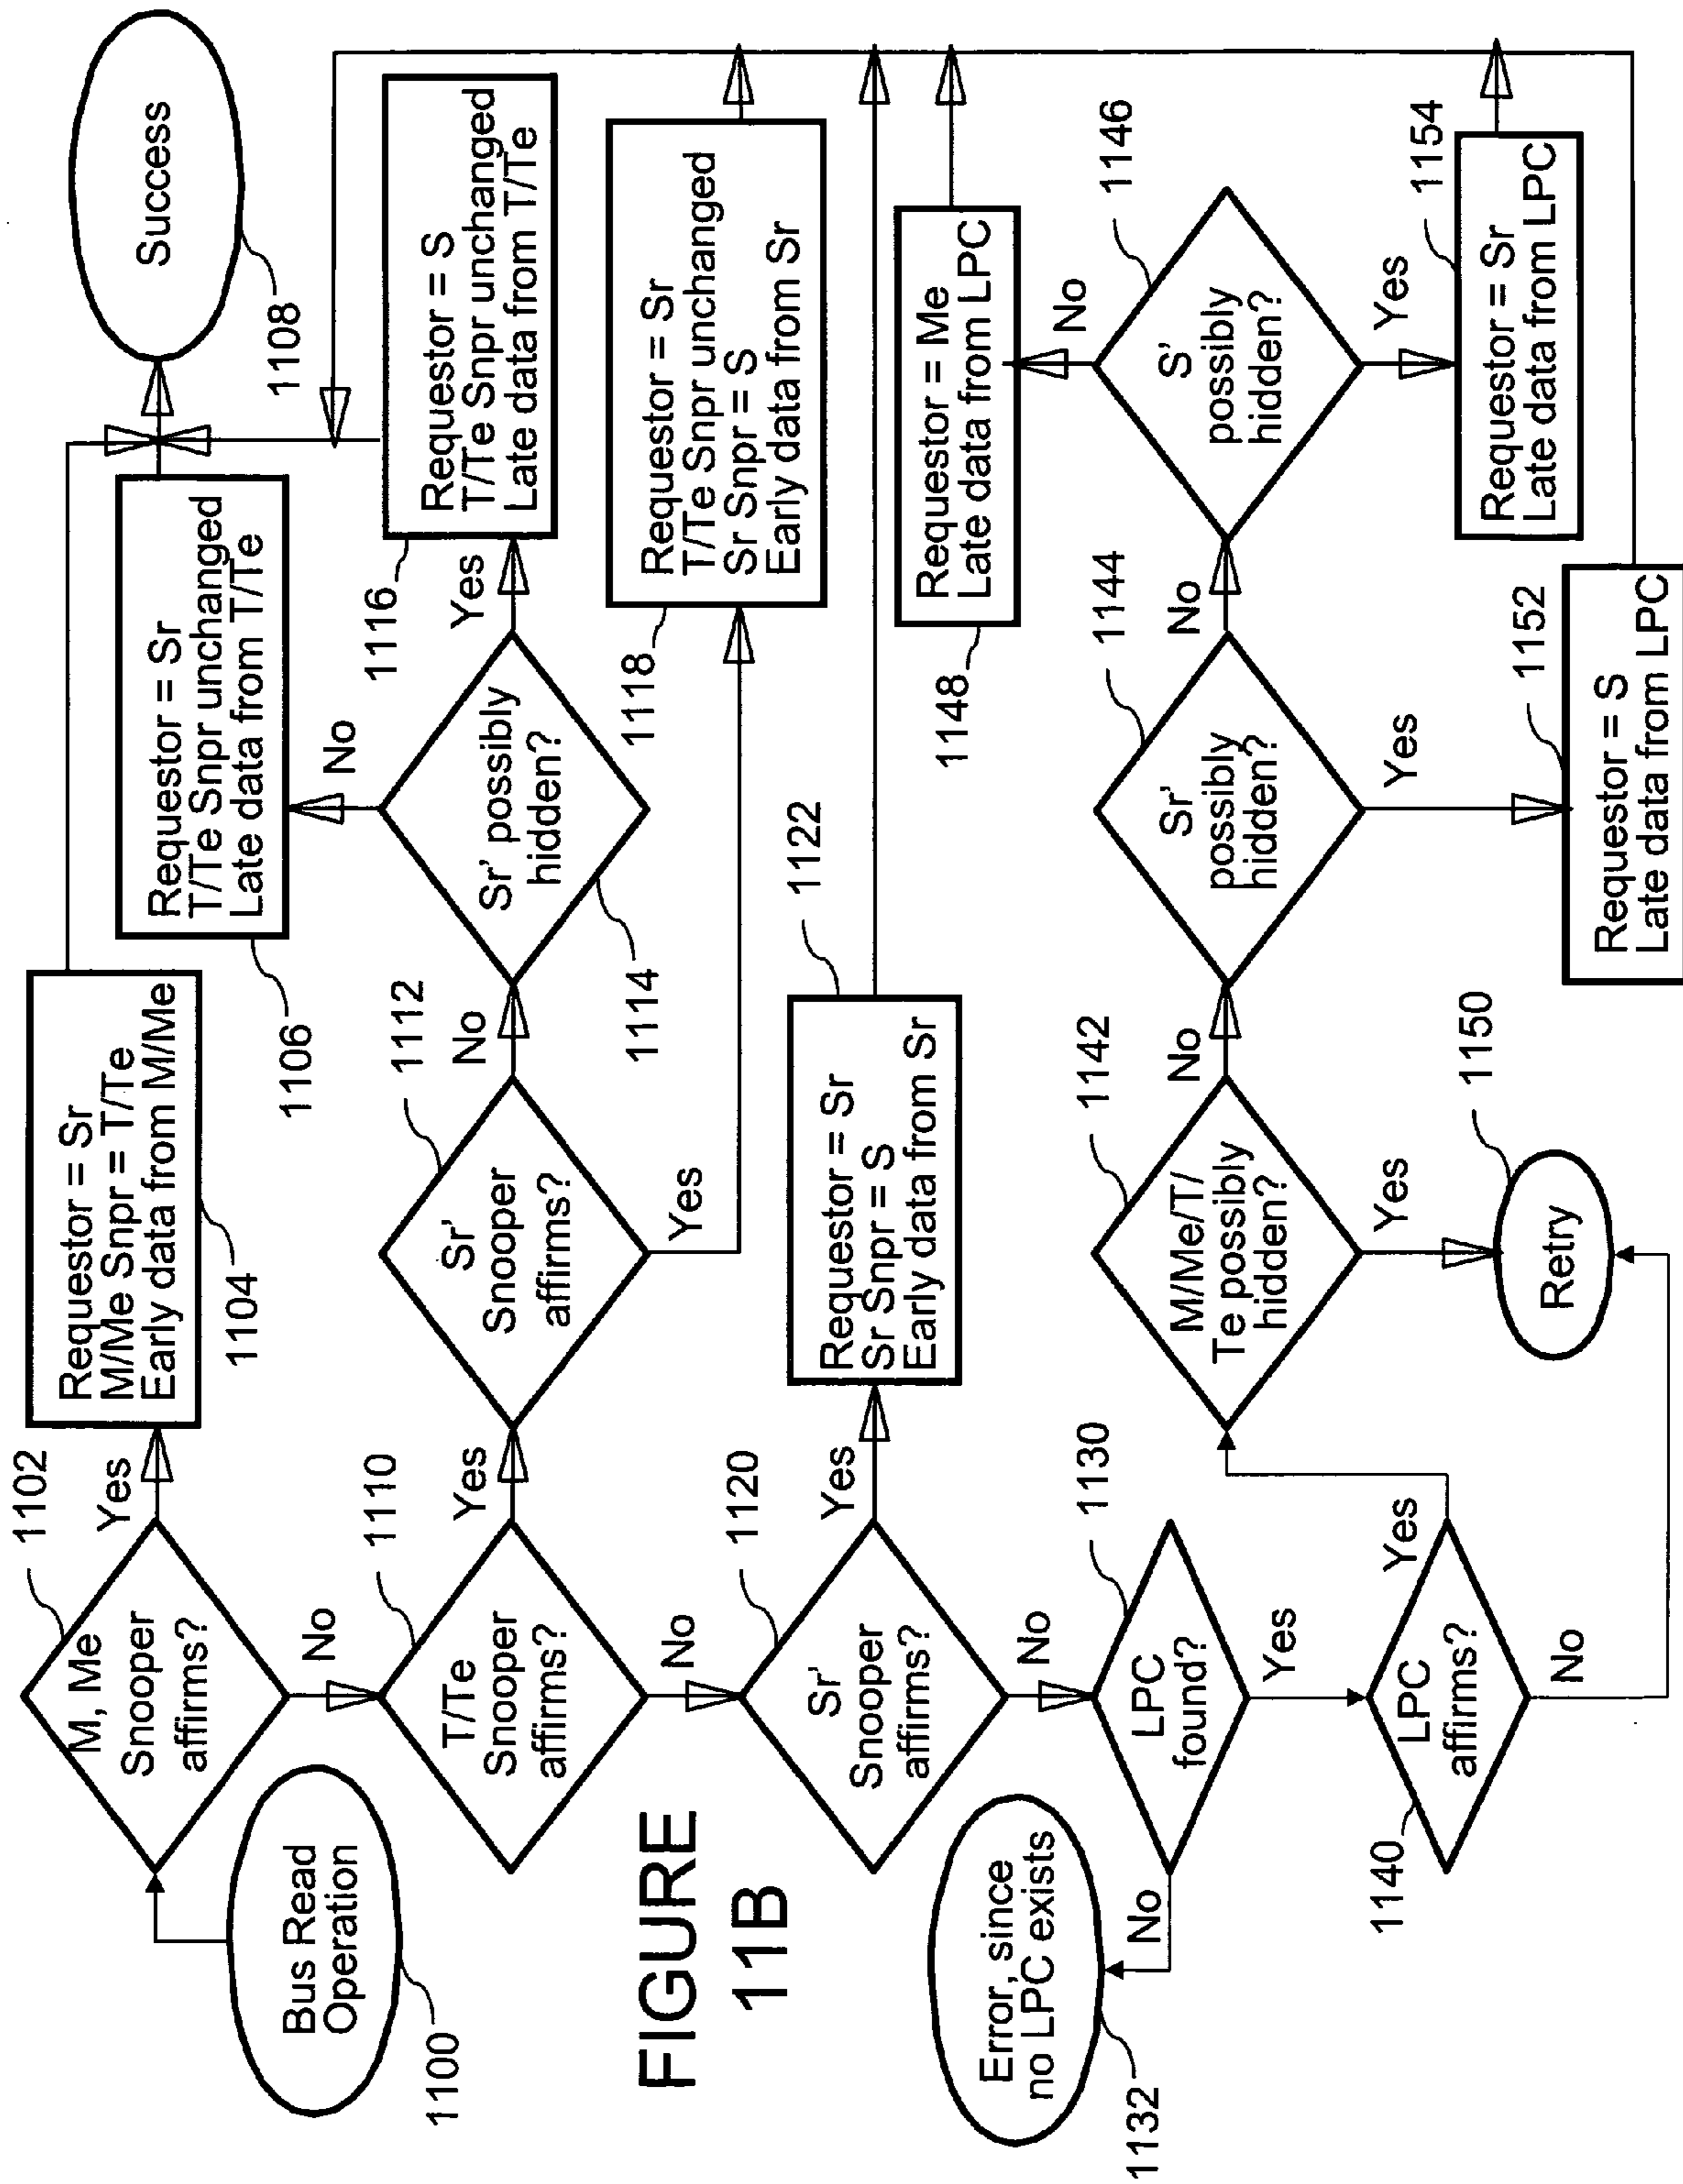 Bus Read
Operation
1100
M, Me
Snooper
affirms?
1102
Yes
No
Requestor = Sr
M/Me Snpr = T/Te
Early data from M/Me
1104
Success
1108
T/Te
Snooper
affirms?
1110
Yes
No
Sr'
Snooper
affirms?
1112
No
Yes
Sr' possibly
hidden?
1114
No
Yes
Requestor = Sr
T/Te Snpr unchanged
Late data from T/Te
1106
Requestor = S
T/Te Snpr unchanged
Late data from T/Te
1116
Requestor = Sr
T/Te Snpr unchanged
Sr Snpr = S
Early data from Sr
1118
FIGURE
11B
Sr'
Snooper
affirms?
1120
Yes
No
Requestor = Sr
Sr Snpr = S
Early data from Sr
1122
LPC
found?
1130
No
Yes
Error, since
no LPC exists
1132
LPC
affirms?
1140
Yes
No
M/Me/T/
Te possibly
hidden?
1142
No
Yes
Retry
1150
Sr'
possibly
hidden?
1144
No
Yes
Requestor = S
Late data from LPC
1152
S'
possibly
hidden?
1146
No
Yes
Requestor = Me
Late data from LPC
1148
Requestor = Sr
Late data from LPC
1154